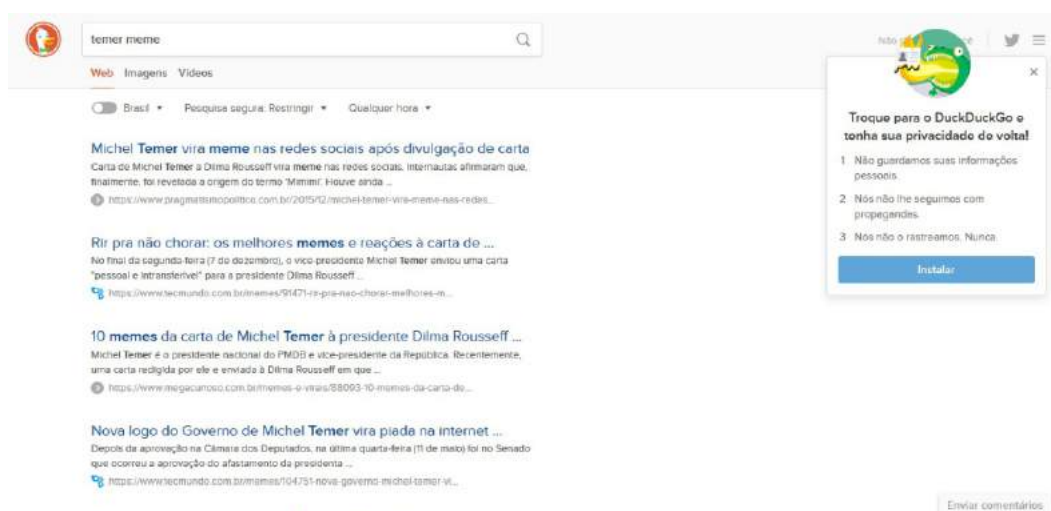 temer meme
Web Imagens Vídeos
Brasil Pesquisa segura: Restringir Qualquer hora
Michel Temer vira meme nas redes sociais após divulgação de carta
Carta de Michel Temer a Dilma Rousseff vira meme nas redes sociais. Internautas afirmaram que,
finalmente, foi revelada a origem do termo 'Mimimi'. Houve ainda ...
https://www.pragmatismopolitico.com.br/2015/12/michel-temer-vira-meme-nas-redes...
Rir pra não chorar: os melhores memes e reações à carta de ...
No final da segunda-feira (7 de dezembro), o vice-presidente Michel Temer enviou uma carta
"pessoal e intransferível" para a presidente Dilma Rousseff ...
https://www.tecmundo.com.br/memes/91471-rir-pra-nao-chorar-melhores-m...
10 memes da carta de Michel Temer à presidente Dilma Rousseff ...
Michel Temer é o presidente nacional do PMDB e vice-presidente da República. Recentemente,
uma carta redigida por ele e enviada à Dilma Rousseff em que ...
https://www.megacurioso.com.br/memes-e-virais/88093-10-memes-da-carta-de...
Nova logo do Governo de Michel Temer vira piada na internet ...
Depois da aprovação na Câmara dos Deputados, na última quarta-feira (11 de maio) foi no Senado
que ocorreu a aprovação do afastamento da presidenta ...
https://www.tecmundo.com.br/memes/104751-nova-governo-michel-temer-vi...
Não
Troque para o DuckDuckGo e
tenha sua privacidade de volta!
1 Não guardamos suas informações
pessoais.
2 Nós não lhe seguimos com
propagandas.
3 Nós não o rastreamos. Nunca.
Instalar
Enviar comentários